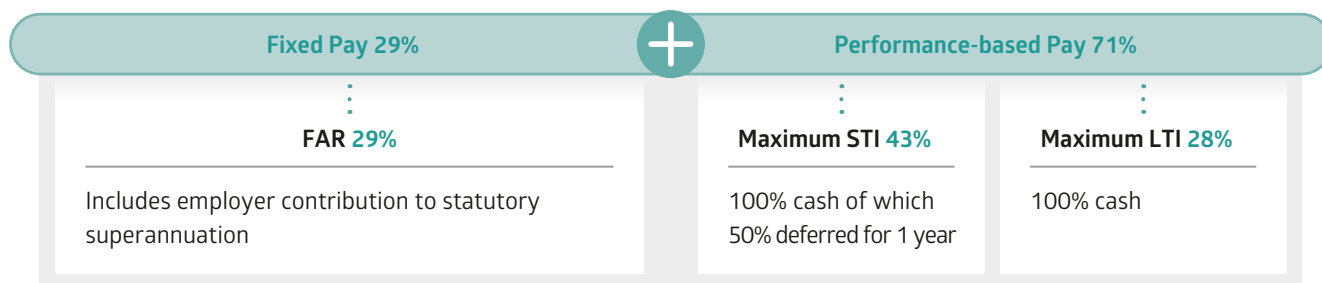 Fixed Pay 29%
Performance-based Pay 71%
FAR 29%
Includes employer contribution to statutory
superannuation
Maximum STI 43%
100% cash of which
50% deferred for 1 year
Maximum LTI 28%
100% cash